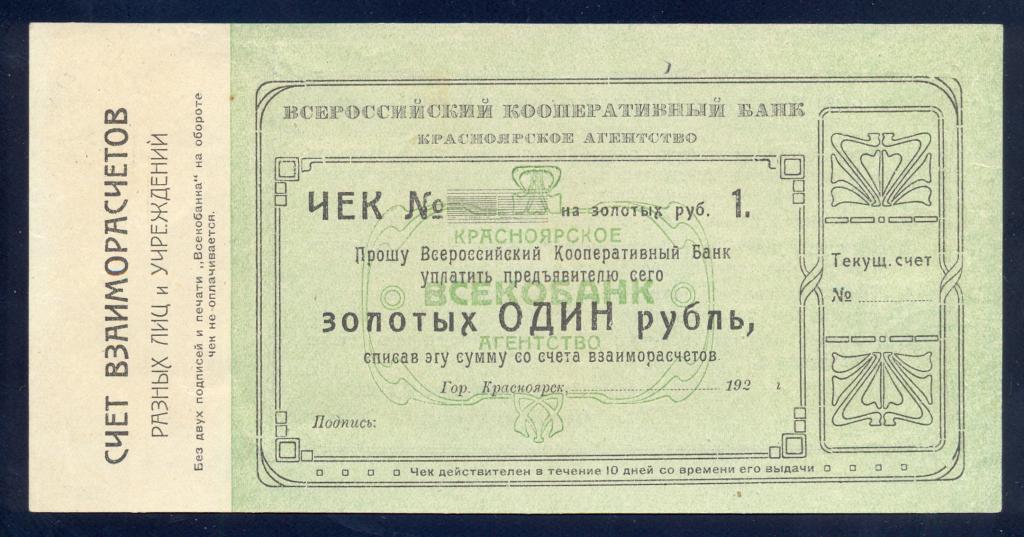 СЧЕТ ВЗАИМОРАСЧЕТОВ
РАЗНЫХ ЛИЦ и УЧРЕЖДЕНИЙ
Без двух подписей и печати „Всекобанка" на обороте
чек не оплачивается.
ВСЕРОССИЙСКИЙ КООПЕРАТИВНЫЙ БАНК
КРАСНОЯРСКОЕ АГЕНТСТВО
ЧЕК № на золотых руб. 1.
КРАСНОЯРСКОЕ
Прошу Всероссийский Кооперативный Банк
уплатить предъявителю сего
ВСЕКОБАНК
золотых ОДИН рубль,
АГЕНТСТВО
списав эту сумму со счета взаиморасчетов
Гор. Красноярск, 192 г
Подпись:
Чек действителен в течение 10 дней со времени его выдачи
Текущ. счет
№